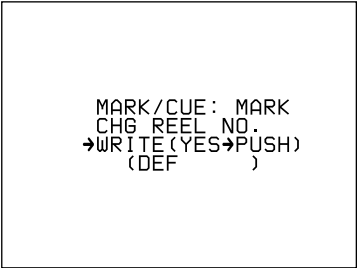 MARK/CUE: MARK
CHG REEL NO.
→WRITE(YES→PUSH)
(DEF        )